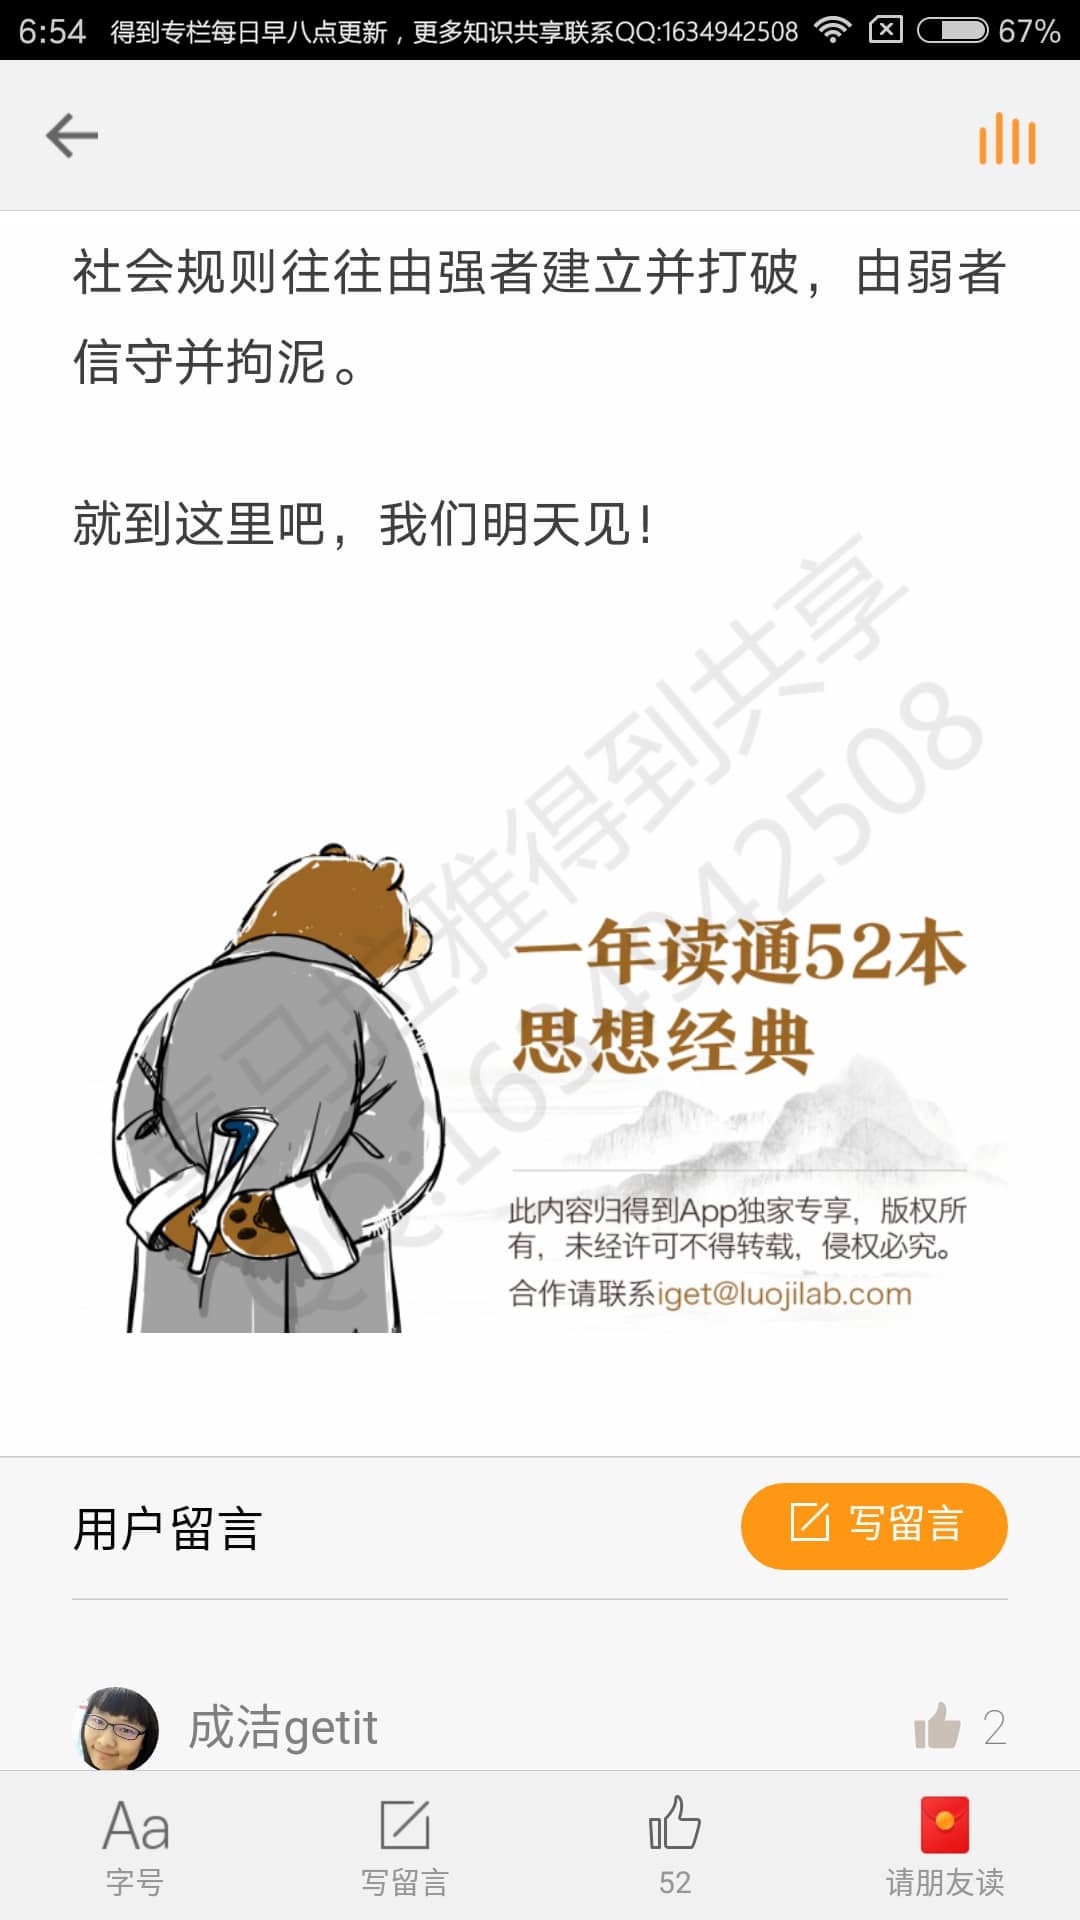 6:54 得到专栏每日早八点更新，更多知识共享联系QQ:1634942508 67%
社会规则往往由强者建立并打破，由弱者
信守并拘泥。
就到这里吧，我们明天见！
喜马拉雅得到共享
QQ:1634942508
一年读通52本
思想经典
此内容归得到App独家专享，版权所
有，未经许可不得转载，侵权必究。
合作请联系iget@luojilab.com
用户留言
写留言
成洁getit 2
Aa
字号 写留言 52 请朋友读